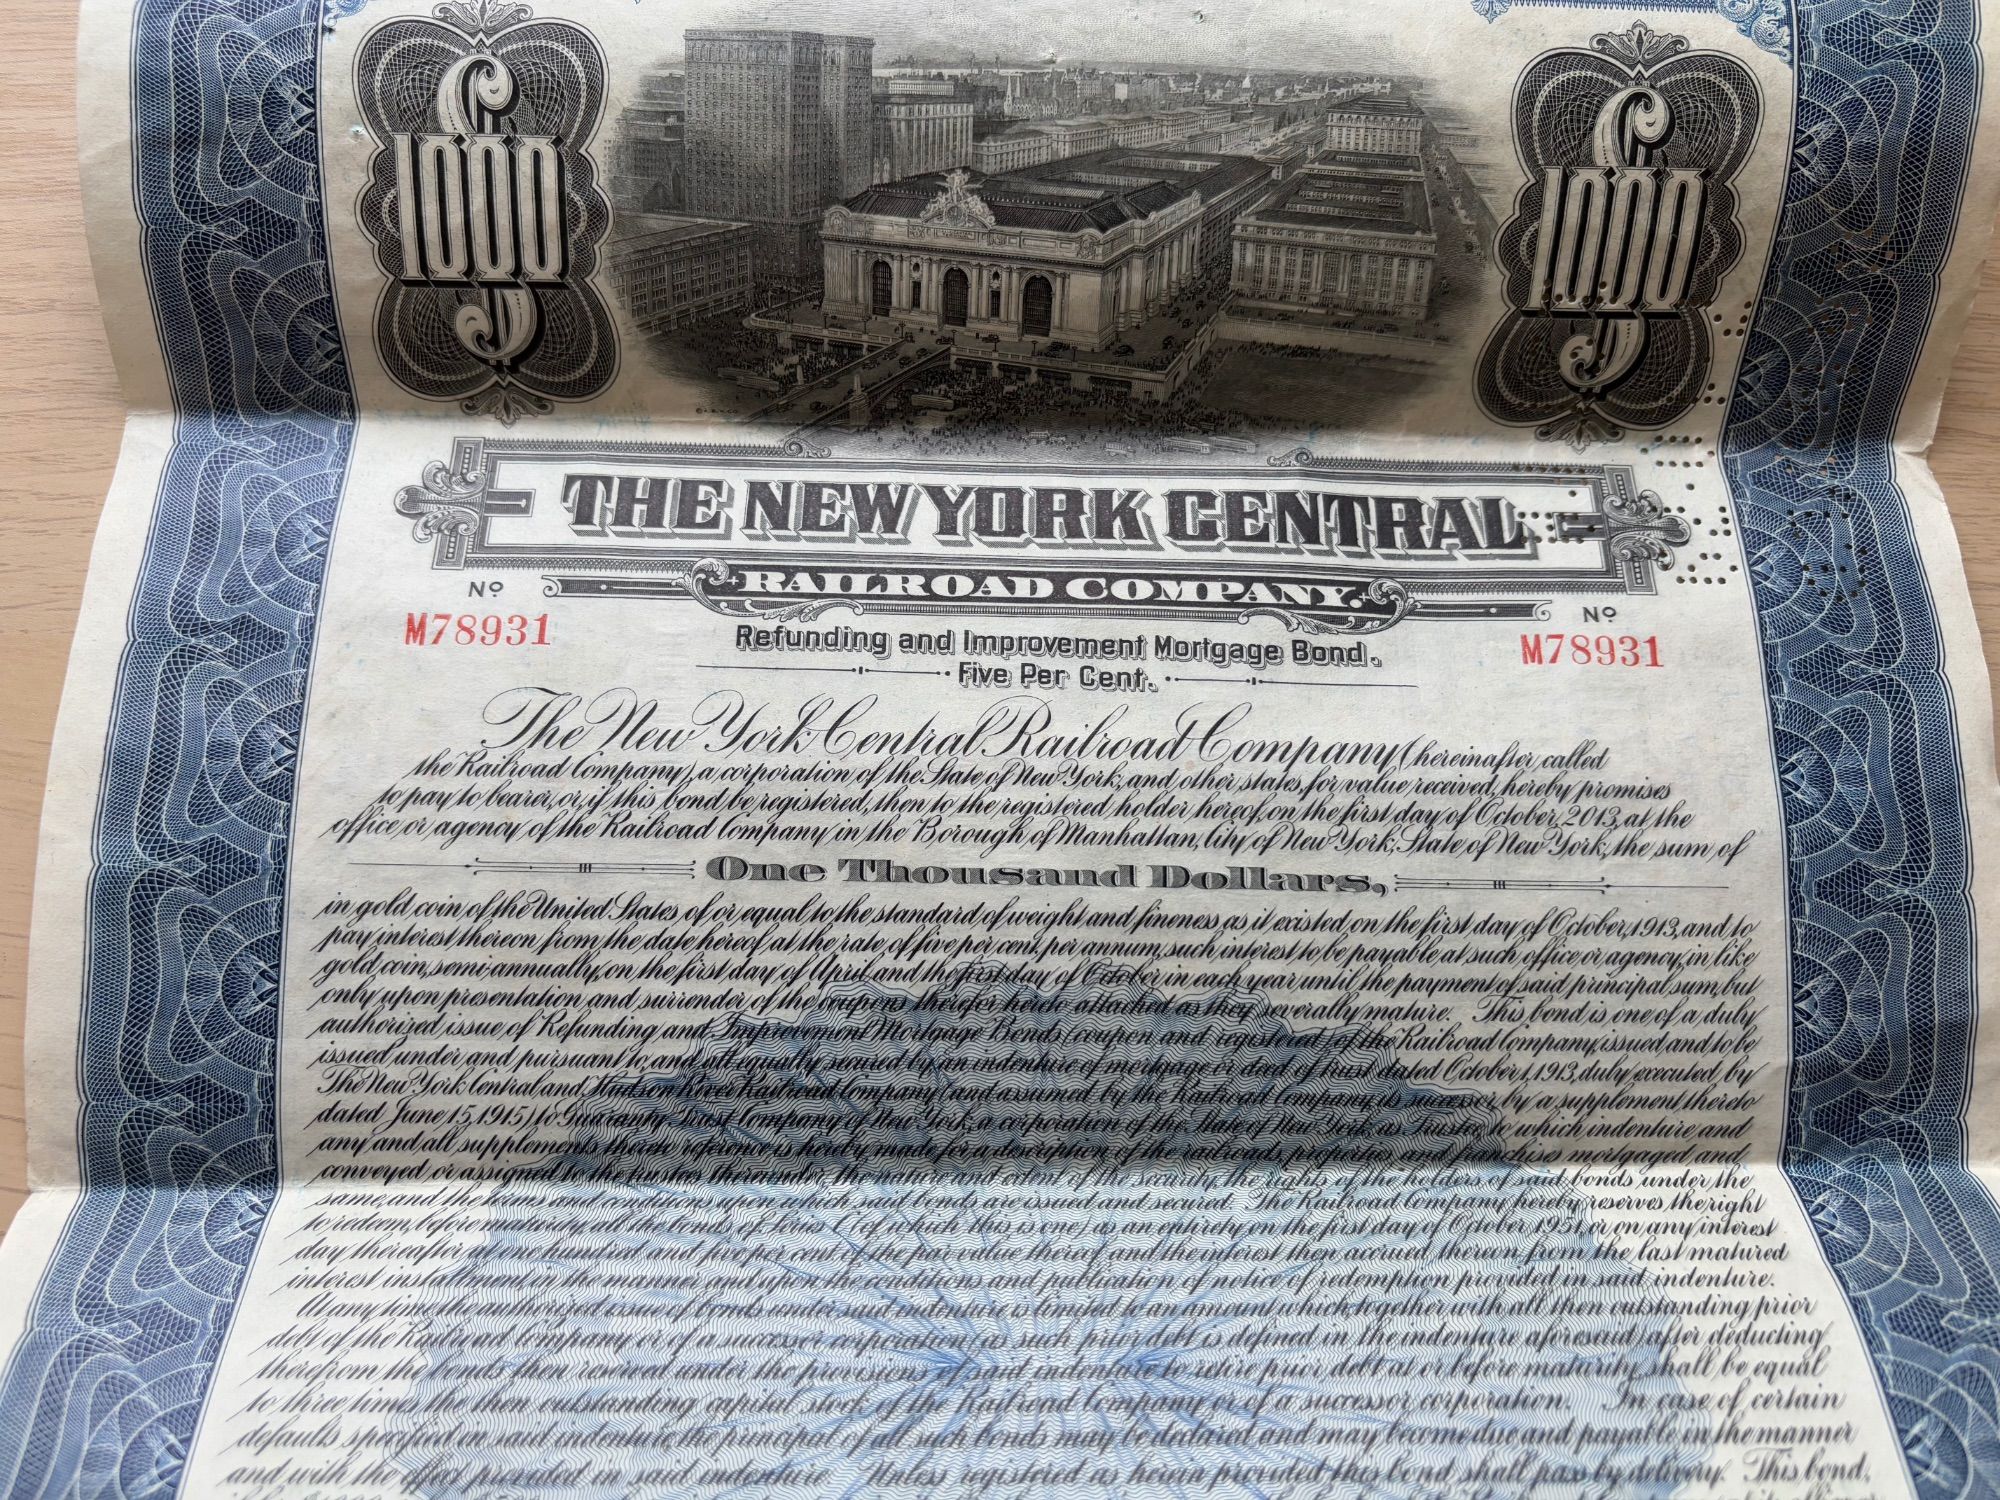 $1000
$1000
THE NEW YORK CENTRAL
RAILROAD COMPANY.
Nº Nº
M78931 M78931
Refunding and Improvement Mortgage Bond.
Five Per Cent.
The New York Central Railroad Company (hereinafter called
the Railroad Company), a corporation of the State of New York, and other states, for value received, hereby promises
to pay to bearer, or, if this bond be registered, then to the registered holder hereof, on the first day of October, 2013, at the
office or agency of the Railroad Company in the Borough of Manhattan, City of New York, State of New York, the sum of
One Thousand Dollars,
in gold coin of the United States of or equal to the standard of weight and fineness as it existed on the first day of October, 1913, and to
pay interest thereon from the date hereof at the rate of five per cent. per annum, such interest to be payable at such office or agency, in like
gold coin, semi-annually, on the first day of April and the first day of October in each year until the payment of said principal sum, but
only upon presentation and surrender of the coupons therefor hereto attached as they severally mature. This bond is one of a duly
authorized issue of Refunding and Improvement Mortgage Bonds (coupon and registered) of the Railroad Company, issued and to be
issued under and pursuant to, and all equally secured by, an indenture of mortgage or deed of trust dated October 1, 1913, duly executed by
The New York Central and Hudson River Railroad Company (and assumed by the Railroad Company, its successor, by a supplement thereto
dated June 15, 1915,) to Guaranty Trust Company of New York, a corporation of the State of New York, as Trustee, to which indenture and
any and all supplements thereto reference is hereby made for a description of the railroads, properties and franchises mortgaged and
conveyed or assigned to the trustees thereunder, the nature and extent of the security, the rights of the holders of said bonds under the
same, and the terms and conditions upon which said bonds are issued and secured. The Railroad Company hereby reserves the right
to redeem, before maturity, all the bonds of Series C (of which this is one) as an entirety on the first day of October, 1951, or on any interest
day thereafter at one hundred and five per cent. of the par value thereof and the interest then accrued thereon from the last matured
interest installment, in the manner and upon the conditions and publication of notice of redemption provided in said indenture.
At any time the authorized issue of bonds under said indenture is limited to an amount which, together with all then outstanding prior
debt of the Railroad Company or of a successor corporation (as such prior debt is defined in the indenture aforesaid) after deducting
therefrom the bonds then reserved under the provisions of said indenture to retire prior debt at or before maturity, shall be equal
to three times the then outstanding capital stock of the Railroad Company or of a successor corporation. In case of certain
defaults specified in said indenture, the principal of all such bonds may be declared and may become due and payable in the manner
and with the effect provided in said indenture. Unless registered as herein provided this bond shall pass by delivery. This bond,